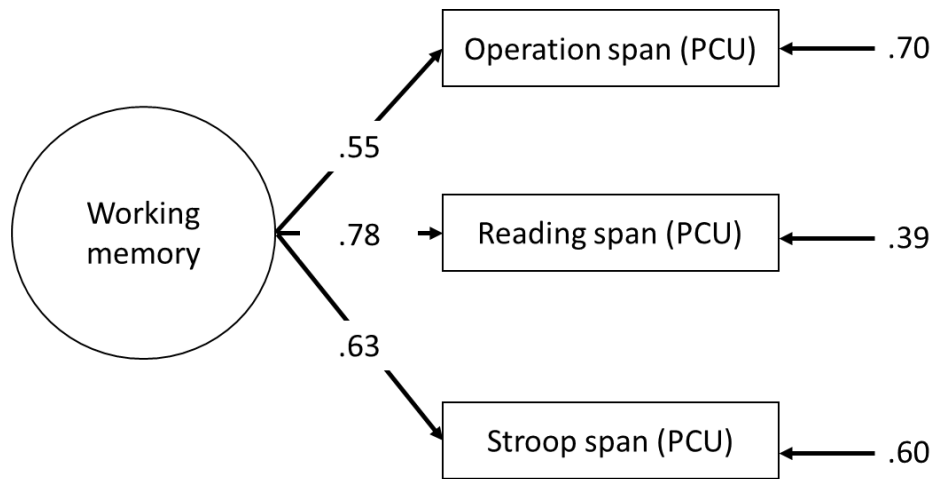 Operation span (PCU)
.70
.55
Working
memory
.78
Reading span (PCU)
.39
.63
Stroop span (PCU)
.60